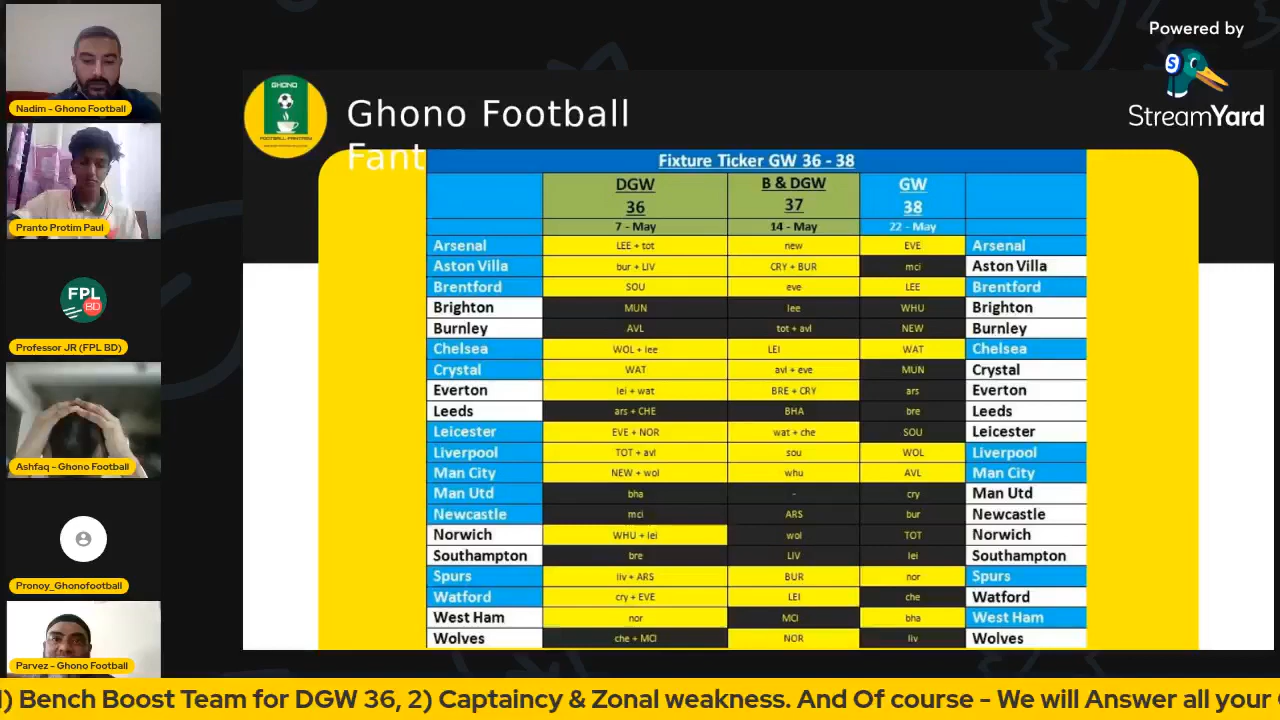 Powered by
StreamYard
Nadim - Ghono Football
Pranto Protim Paul
FPL
BD
Professor JR (FPL BD)
Ashfaq - Ghono Football
Pronoy_Ghonofootball
Parvez - Ghono Football
GHONO
Ghono Football
Fant
Fixture Ticker GW 36 - 38
DGW 36 B & DGW 37 GW 38
7 - May 14 - May 22 - May
Arsenal LEE + tot new EVE Arsenal
Aston Villa bur + LIV CRY + BUR mci Aston Villa
Brentford SOU eve LEE Brentford
Brighton MUN lee WHU Brighton
Burnley AVL tot + avl NEW Burnley
Chelsea WOL + lee LEI WAT Chelsea
Crystal WAT avl + eve MUN Crystal
Everton lei + wat BRE + CRY ars Everton
Leeds ars + CHE BHA bre Leeds
Leicester EVE + NOR wat + che SOU Leicester
Liverpool TOT + avl sou WOL Liverpool
Man City NEW + wol whu AVL Man City
Man Utd bha - cry Man Utd
Newcastle mci ARS bur Newcastle
Norwich WHU + lei wol TOT Norwich
Southampton bre LIV lei Southampton
Spurs liv + ARS BUR nor Spurs
Watford cry + EVE LEI che Watford
West Ham nor MCI bha West Ham
Wolves che + MCI NOR liv Wolves
) Bench Boost Team for DGW 36, 2) Captaincy & Zonal weakness. And Of course - We will Answer all your